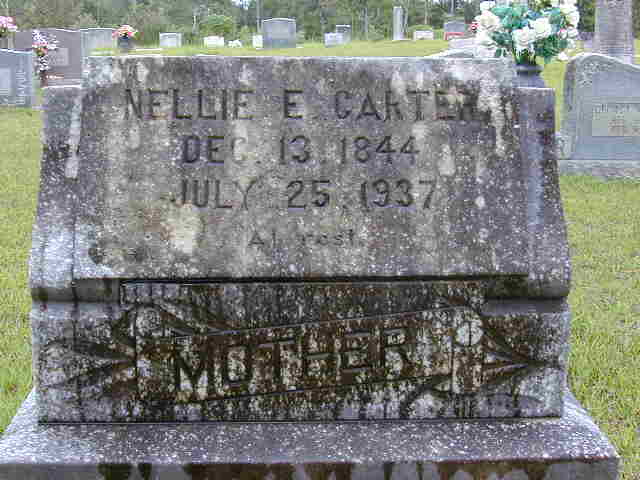 NELLIE E. CARTER
DEC. 13, 1844
JULY 25, 1937
At rest.
MOTHER